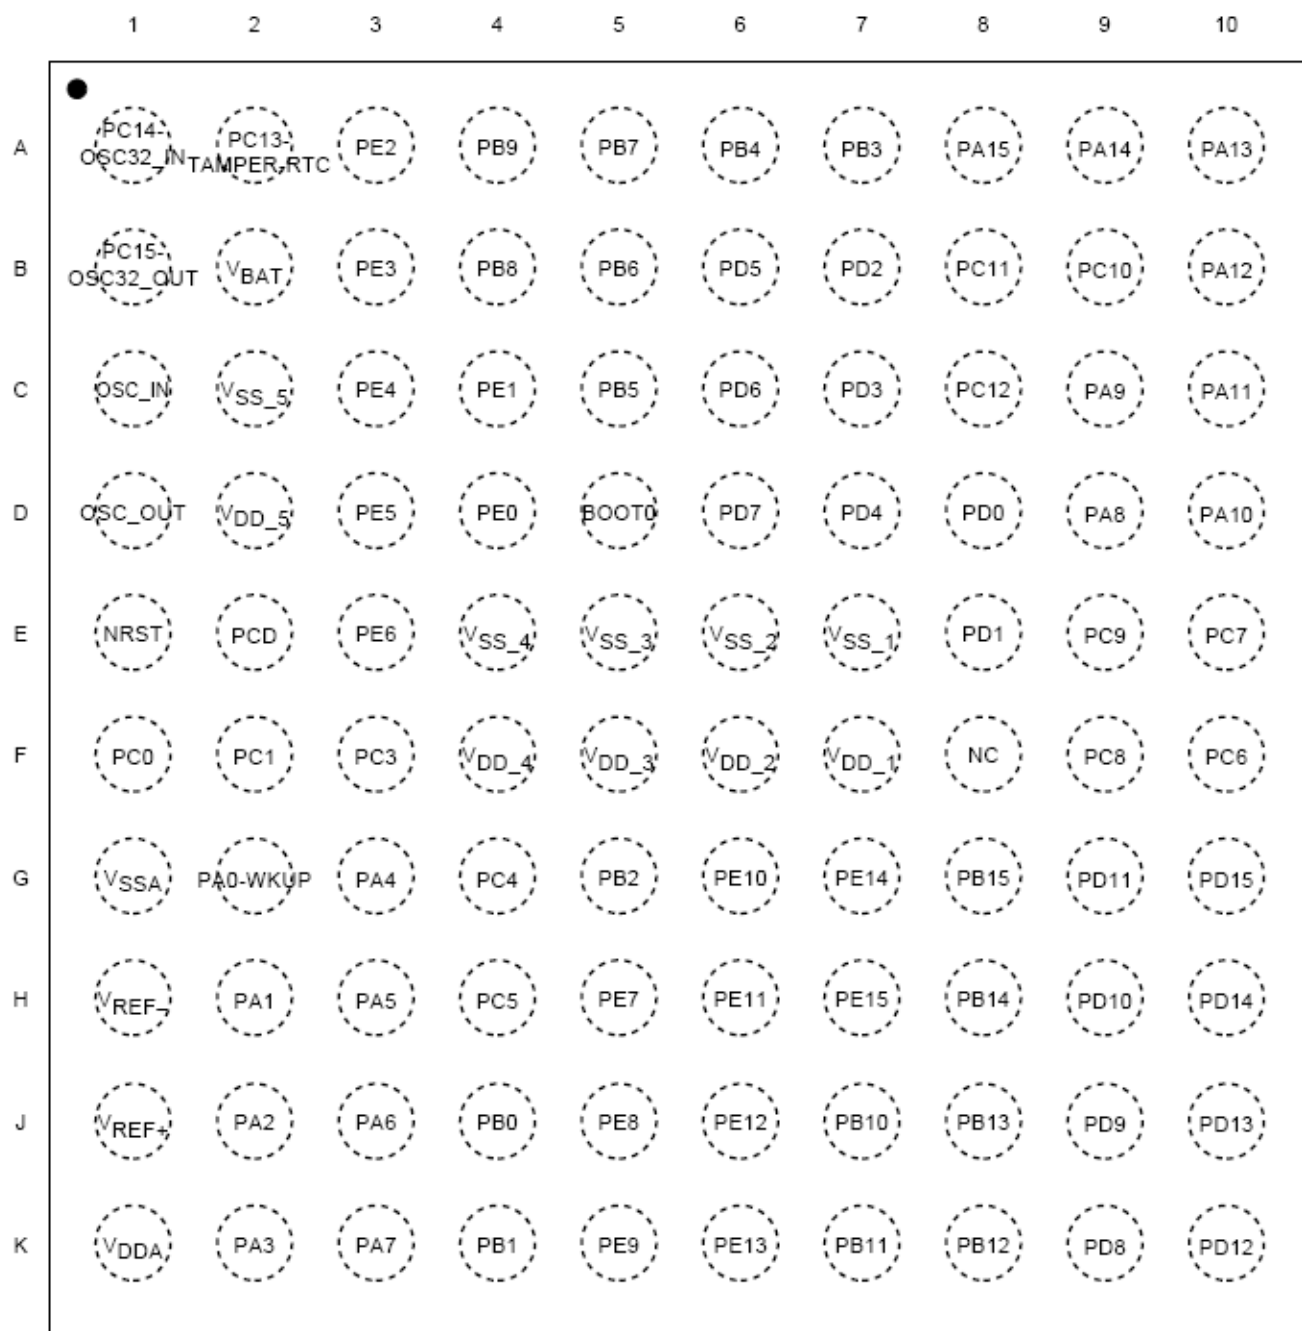 1 2 3 4 5 6 7 8 9 10
A PC14-OSC32_IN PC13-TAMPER-RTC PE2 PB9 PB7 PB4 PB3 PA15 PA14 PA13
B PC15-OSC32_OUT VBAT PE3 PB8 PB6 PD5 PD2 PC11 PC10 PA12
C OSC_IN VSS_5 PE4 PE1 PB5 PD6 PD3 PC12 PA9 PA11
D OSC_OUT VDD_5 PE5 PE0 BOOT0 PD7 PD4 PD0 PA8 PA10
E NRST PCD PE6 VSS_4 VSS_3 VSS_2 VSS_1 PD1 PC9 PC7
F PC0 PC1 PC3 VDD_4 VDD_3 VDD_2 VDD_1 NC PC8 PC6
G VSSA PA0-WKUP PA4 PC4 PB2 PE10 PE14 PB15 PD11 PD15
H VREF- PA1 PA5 PC5 PE7 PE11 PE15 PB14 PD10 PD14
J VREF+ PA2 PA6 PB0 PE8 PE12 PB10 PB13 PD9 PD13
K VDDA PA3 PA7 PB1 PE9 PE13 PB11 PB12 PD8 PD12